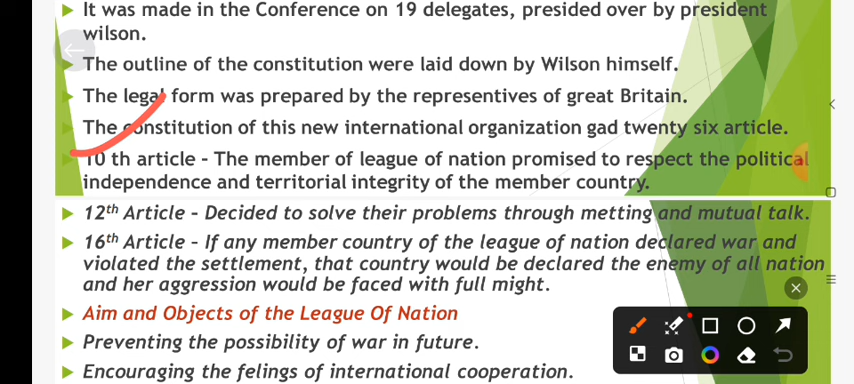 It was made in the Conference on 19 delegates, presided over by president
wilson.
The outline of the constitution were laid down by Wilson himself.
The legal form was prepared by the representives of great Britain.
The constitution of this new international organization gad twenty six article.
10 th article - The member of league of nation promised to respect the political
independence and territorial integrity of the member country.
12th Article - Decided to solve their problems through metting and mutual talk.
16th Article - If any member country of the league of nation declared war and
violated the settlement, that country would be declared the enemy of all nation
and her aggression would be faced with full might.
Aim and Objects of the League Of Nation
Preventing the possibility of war in future.
Encouraging the felings of international cooperation.